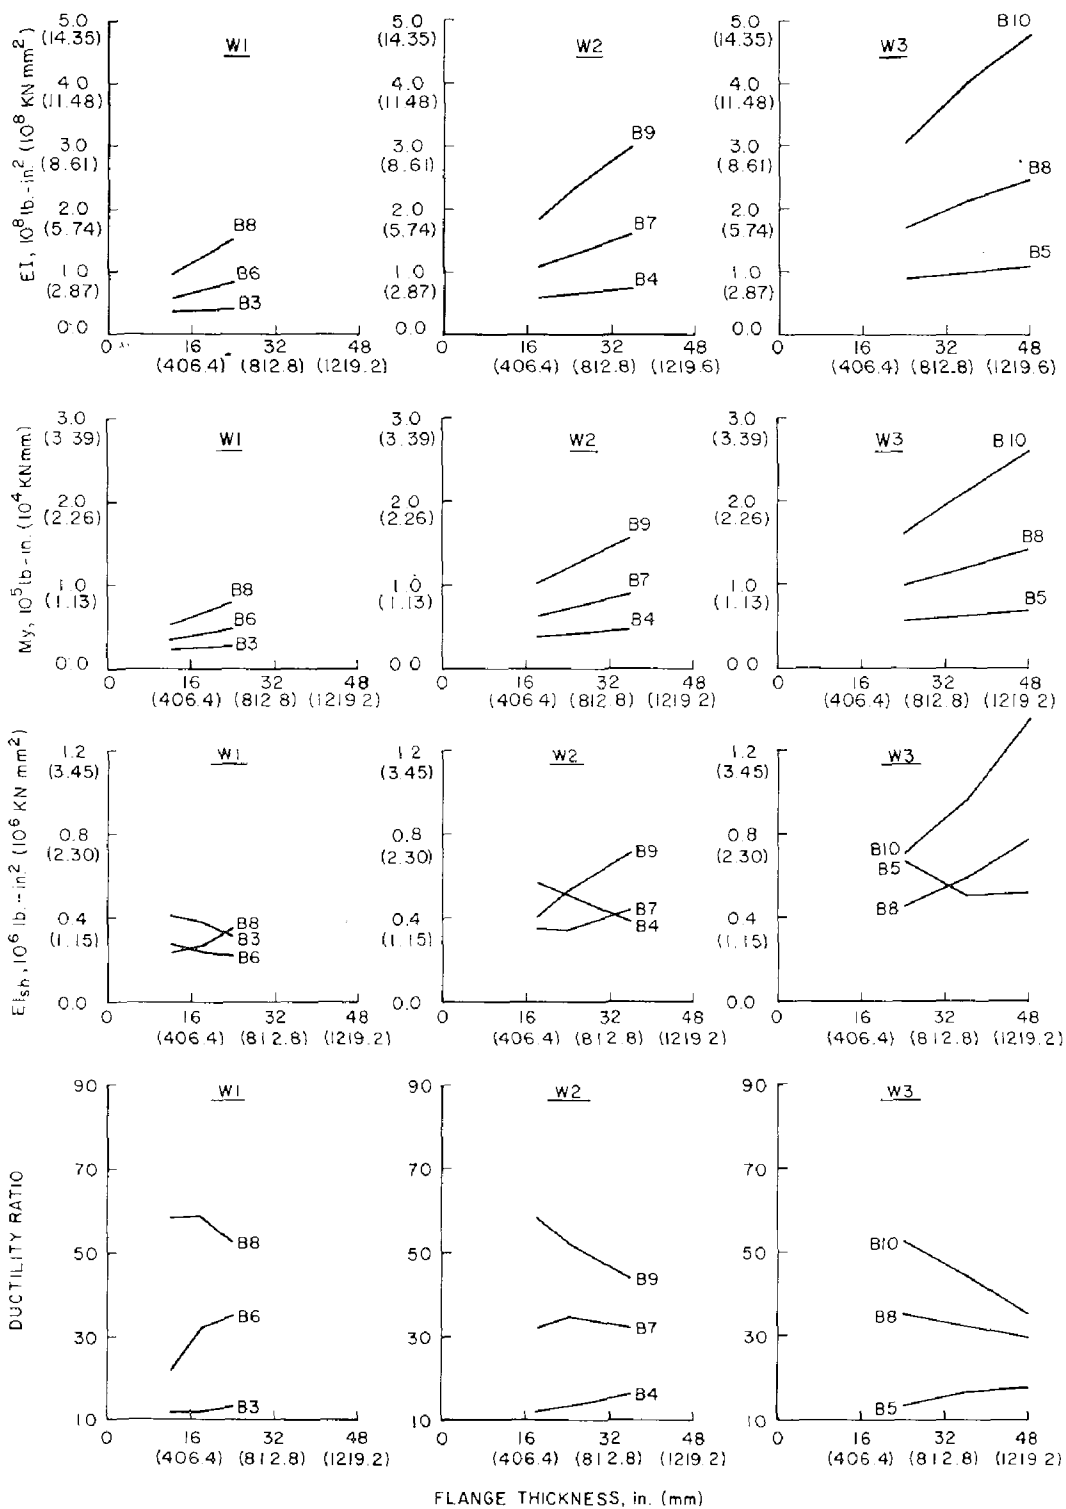 EI, 10⁸ lb.-in.² (10⁸ KN mm²)
5.0
(14.35)
4.0
(11.48)
3.0
(8.61)
2.0
(5.74)
1.0
(2.87)
0.0
W1
B8
B6
B3
0 16 32 48
(406.4) (812.8) (1219.2)
5.0
(14.35)
4.0
(11.48)
3.0
(8.61)
2.0
(5.74)
1.0
(2.87)
0.0
W2
B9
B7
B4
0 16 32 48
(406.4) (812.8) (1219.6)
5.0
(14.35)
4.0
(11.48)
3.0
(8.61)
2.0
(5.74)
1.0
(2.87)
0.0
W3
B10
B8
B5
0 16 32 48
(406.4) (812.8) (1219.6)
My, 10⁵ lb-in. (10⁴ KN mm)
3.0
(3.39)
2.0
(2.26)
1.0
(1.13)
0.0
W1
B8
B6
B3
0 16 32 48
(406.4) (812.8) (1219.2)
3.0
(3.39)
2.0
(2.26)
1.0
(1.13)
0.0
W2
B9
B7
B4
0 16 32 48
(406.4) (812.8) (1219.2)
3.0
(3.39)
2.0
(2.26)
1.0
(1.13)
0.0
W3
B10
B8
B5
0 16 32 48
(406.4) (812.8) (1219.2)
EIsh, 10⁶ lb.-in.² (10⁶ KN mm²)
1.2
(3.45)
0.8
(2.30)
0.4
(1.15)
0.0
W1
B8
B3
B6
0 16 32 48
(406.4) (812.8) (1219.2)
1.2
(3.45)
0.8
(2.30)
0.4
(1.15)
0.0
W2
B9
B7
B4
0 16 32 48
(406.4) (812.8) (1219.2)
1.2
(3.45)
0.8
(2.30)
0.4
(1.15)
0.0
W3
B10
B5
B8
0 16 32 48
(406.4) (812.8) (1219.2)
DUCTILITY RATIO
90
70
50
30
10
W1
B8
B6
B3
0 16 32 48
(406.4) (812.8) (1219.2)
90
70
50
30
10
W2
B9
B7
B4
0 16 32 48
(406.4) (812.8) (1219.2)
90
70
50
30
10
W3
B10
B8
B5
0 16 32 48
(406.4) (812.8) (1219.2)
FLANGE THICKNESS, in. (mm)